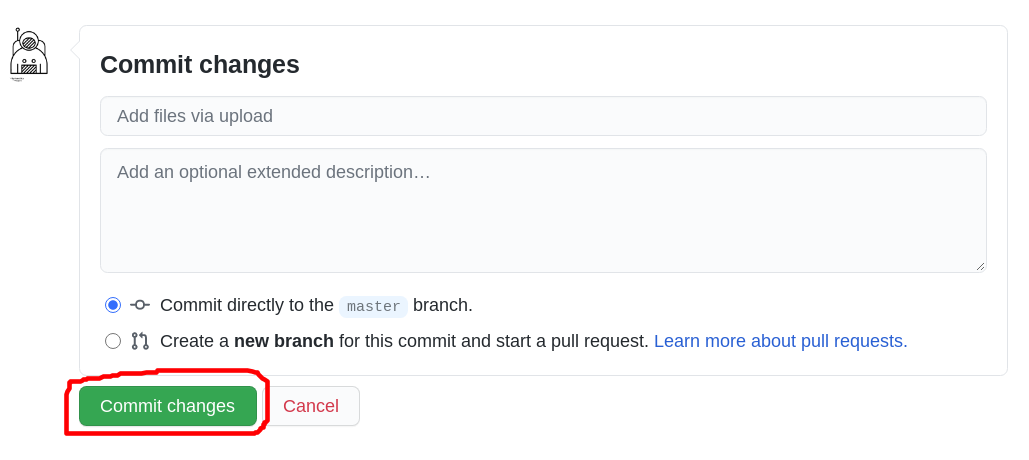 Commit changes
Add files via upload
Add an optional extended description…
Commit directly to the master branch.
Create a new branch for this commit and start a pull request. Learn more about pull requests.
Commit changes Cancel